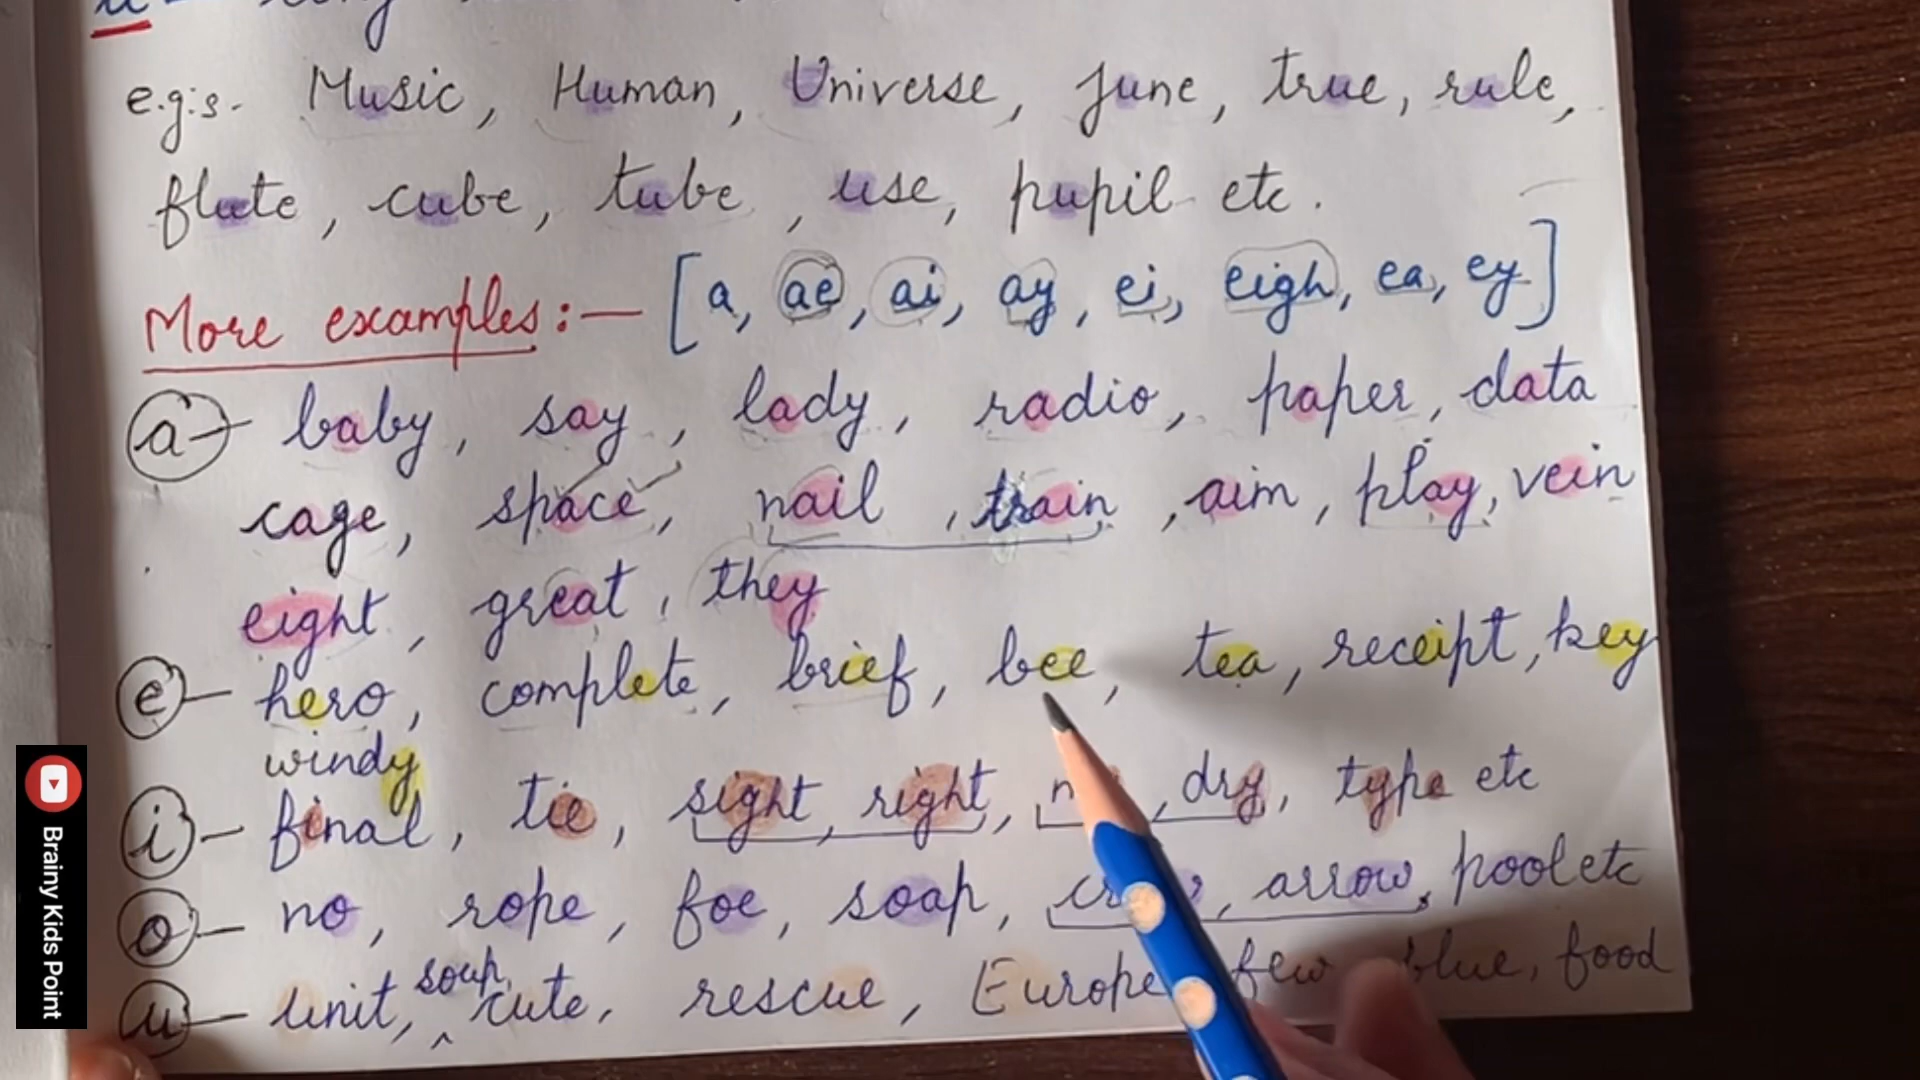 e.g.s. Music, Human, Universe, June, true, rule,
flute, cube, tube, use, pupil etc.
More examples:— [a, ae, ai, ay, ei, eigh, ea, ey]
a — baby, say, lady, radio, paper, data
cage, space, nail, train, aim, play, vein
eight, great, they
e — hero, complete, brief, bee, tea, receipt, key
windy
i — final, tie, sight, right, dry, type etc
o — no, rope, foe, soap, arrow, pool etc
u — unit, soup, cute, rescue, Europe few blue, food
Brainy Kids Point